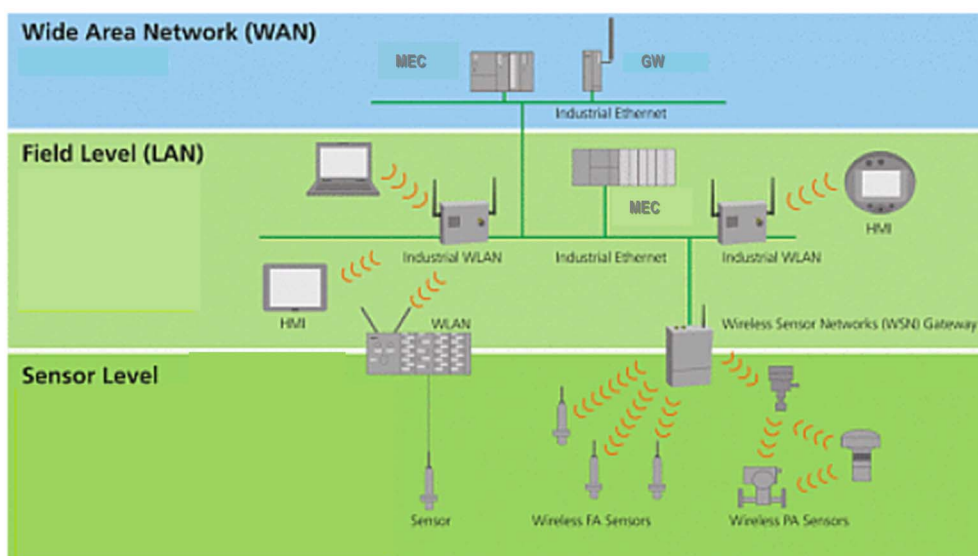 Wide Area Network (WAN)
MEC
GW
Industrial Ethernet
Field Level (LAN)
MEC
HMI
Industrial WLAN
Industrial Ethernet
Industrial WLAN
HMI
WLAN
Wireless Sensor Networks (WSN) Gateway
Sensor Level
Sensor
Wireless FA Sensors
Wireless PA Sensors